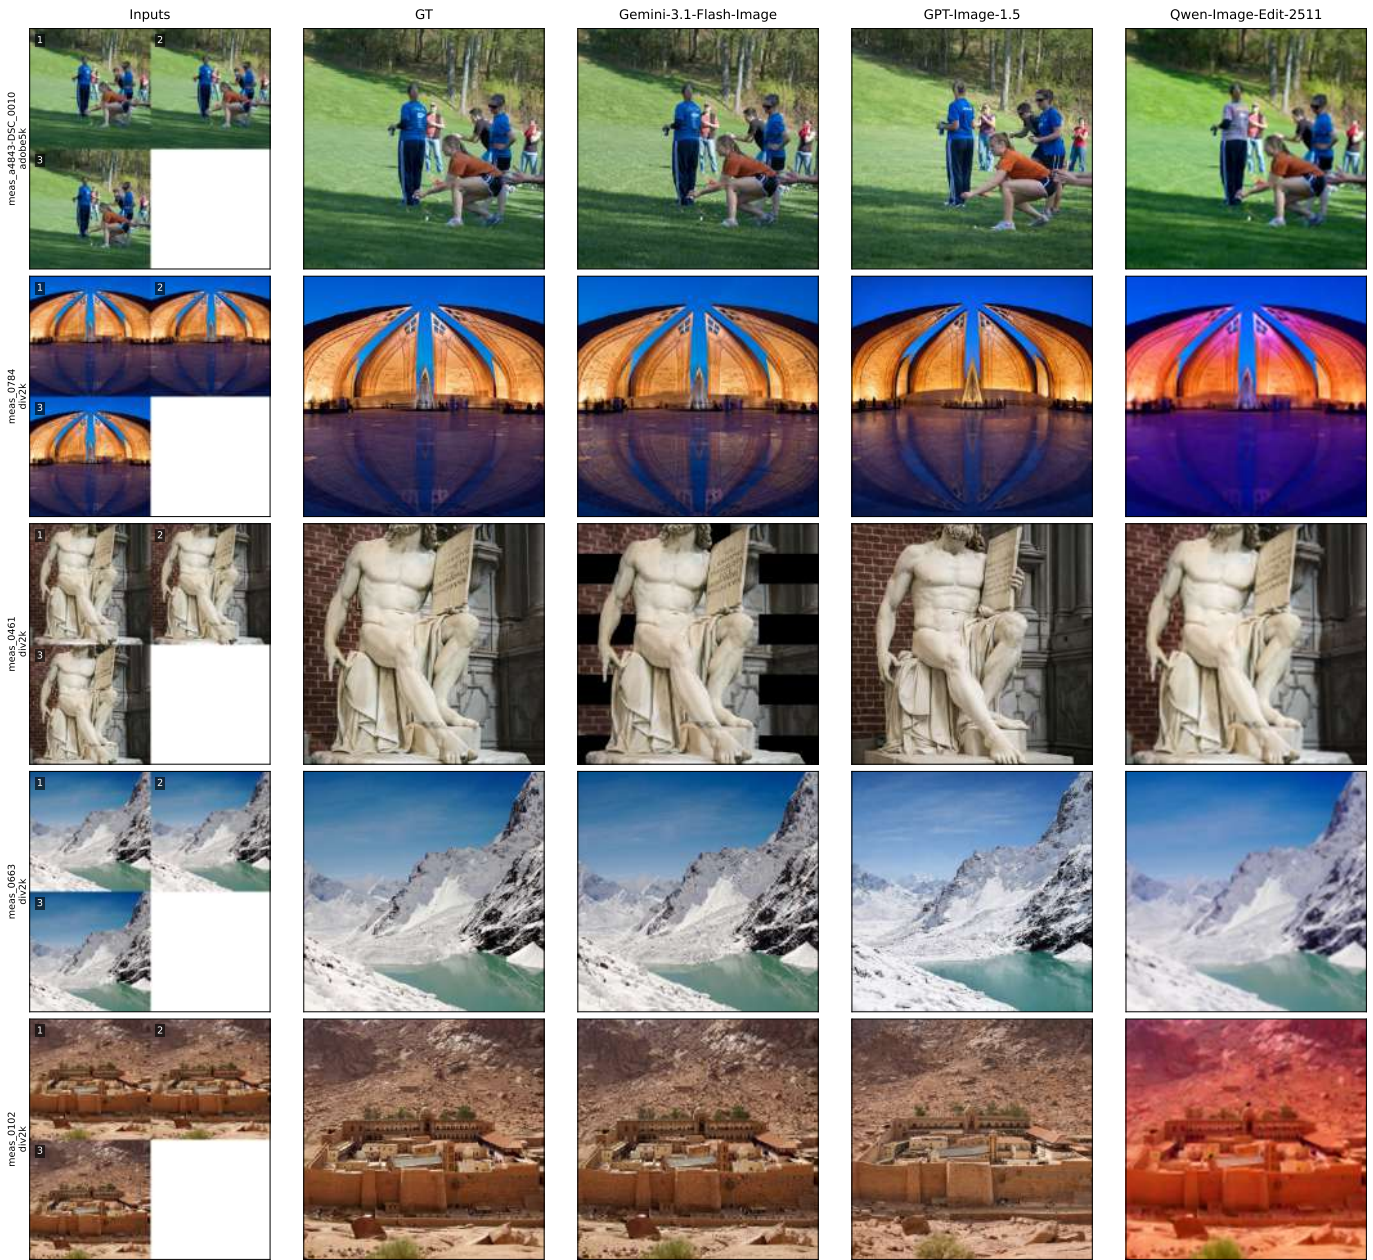 Inputs
GT
Gemini-3.1-Flash-Image
GPT-Image-1.5
Qwen-Image-Edit-2511
meas_a4843-DSC_0010
adobe5k
1
2
3
meas_0784
div2k
1
2
3
meas_0461
div2k
1
2
3
meas_0663
div2k
1
2
3
meas_0102
div2k
1
2
3